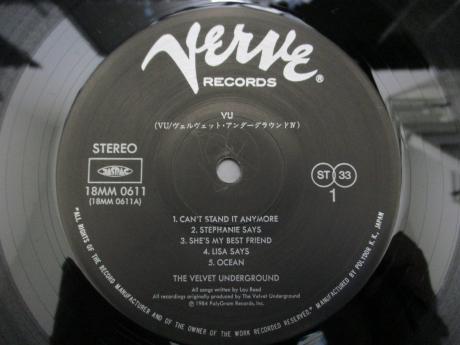 Verve
RECORDS®
VU
(VU/ヴェルヴェット・アンダーグラウンドⅣ)
STEREO
JASRAC
18MM 0611
(18MM 0611A)
ST 33
1
1. CAN'T STAND IT ANYMORE
2. STEPHANIE SAYS
3. SHE'S MY BEST FRIEND
4. LISA SAYS
5. OCEAN
THE VELVET UNDERGROUND
All songs written by Lou Reed
All recordings originally produced by The Velvet Underground
℗ 1984 PolyGram Records, Inc.
"ALL RIGHTS OF THE RECORD MANUFACTURER AND OF THE OWNER OF THE WORK RECORDED RESERVED." MANUFACTURED BY POLYDOR K.K., JAPAN